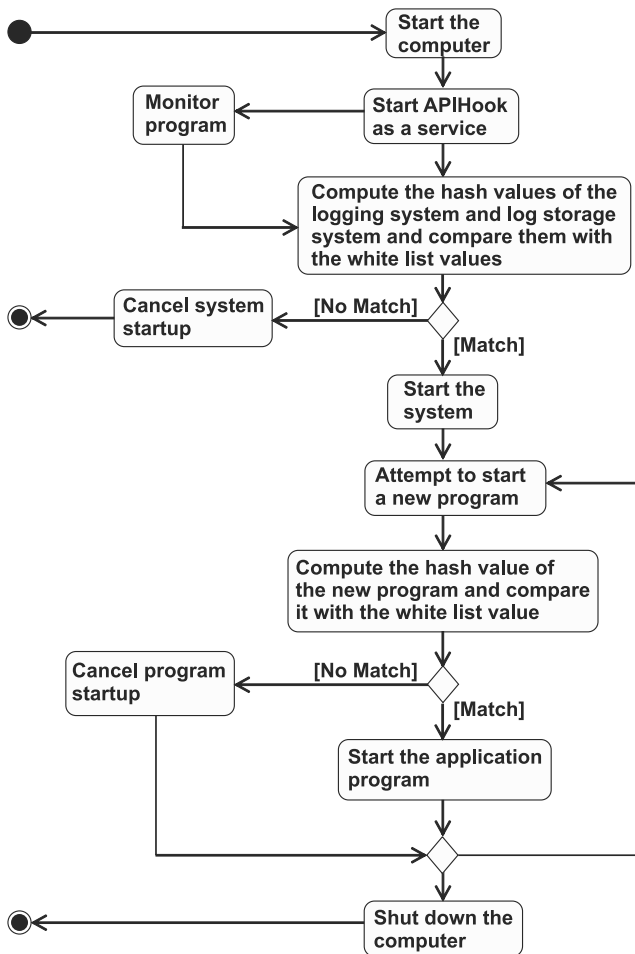 Start the
computer
Monitor
program
Start APIHook
as a service
Compute the hash values of the
logging system and log storage
system and compare them with
the white list values
Cancel system
startup
[No Match]
[Match]
Start the
system
Attempt to start
a new program
Compute the hash value of
the new program and compare
it with the white list value
Cancel program
startup
[No Match]
[Match]
Start the application
program
Shut down the
computer